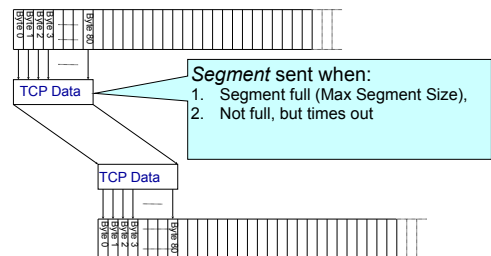 Byte 0
Byte 1
Byte 2
Byte 3
Byte 80
Segment sent when:
1. Segment full (Max Segment Size),
2. Not full, but times out
TCP Data
TCP Data
Byte 0
Byte 1
Byte 2
Byte 3
Byte 80